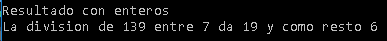 Resultado con enteros
La division de 139 entre 7 da 19 y como resto 6